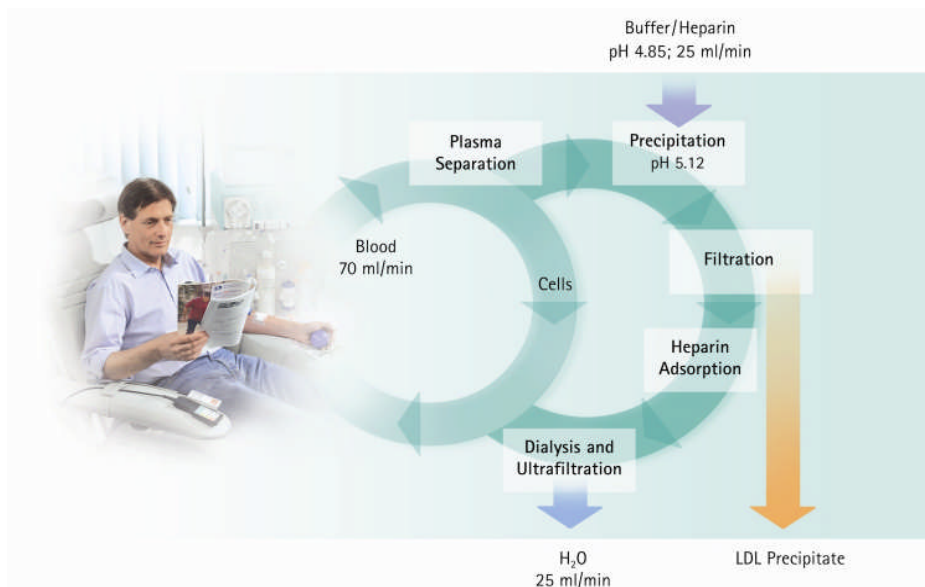 Buffer/Heparin
pH 4.85; 25 ml/min
Plasma
Separation
Precipitation
pH 5.12
Blood
70 ml/min
Cells
Filtration
Heparin
Adsorption
Dialysis and
Ultrafiltration
H₂O
25 ml/min
LDL Precipitate